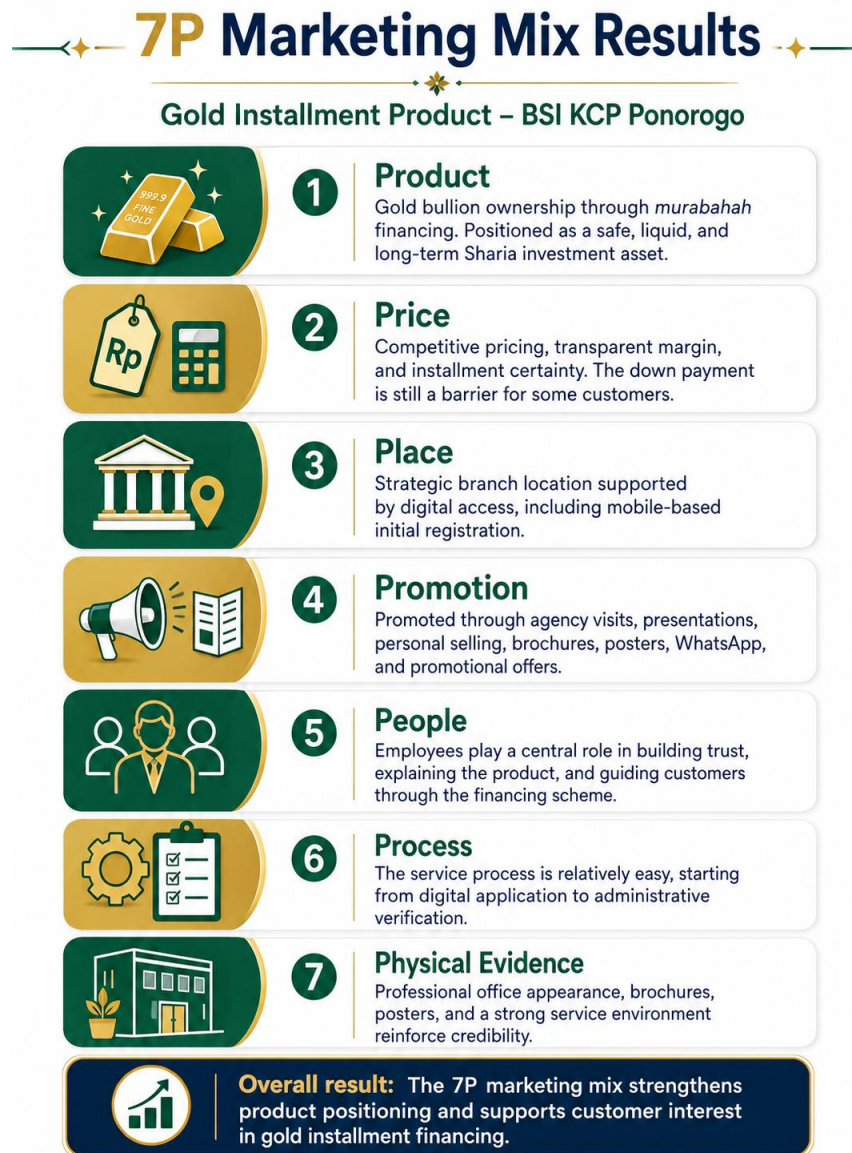 7P Marketing Mix Results
Gold Installment Product – BSI KCP Ponorogo
999.9
FINE
GOLD
1
Product
Gold bullion ownership through murabahah
financing. Positioned as a safe, liquid, and
long-term Sharia investment asset.
Rp
2
Price
Competitive pricing, transparent margin,
and installment certainty. The down payment
is still a barrier for some customers.
3
Place
Strategic branch location supported
by digital access, including mobile-based
initial registration.
4
Promotion
Promoted through agency visits, presentations,
personal selling, brochures, posters, WhatsApp,
and promotional offers.
5
People
Employees play a central role in building trust,
explaining the product, and guiding customers
through the financing scheme.
6
Process
The service process is relatively easy, starting
from digital application to administrative
verification.
7
Physical Evidence
Professional office appearance, brochures,
posters, and a strong service environment
reinforce credibility.
Overall result: The 7P marketing mix strengthens
product positioning and supports customer interest
in gold installment financing.